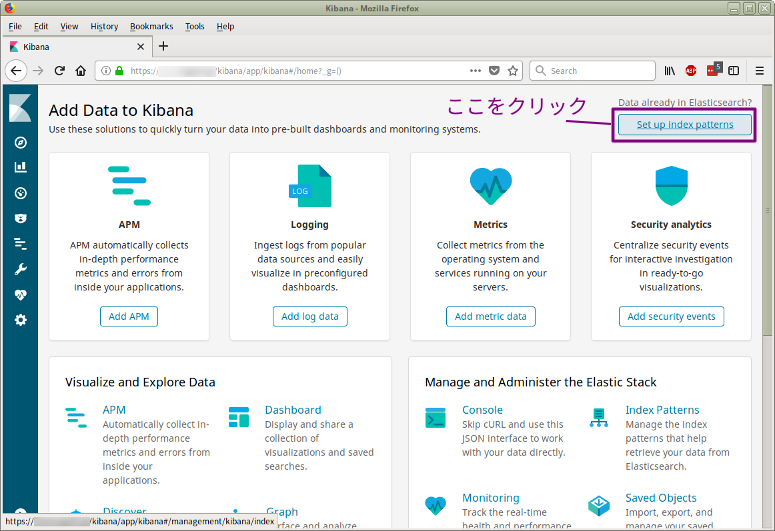 Kibana - Mozilla Firefox
File Edit View History Bookmarks Tools Help
Kibana
https:// /kibana/app/kibana#/home?_g=()
Search
ABP
5
Add Data to Kibana
Use these solutions to quickly turn your data into pre-built dashboards and monitoring systems.
ここをクリック
Data already in Elasticsearch?
Set up index patterns
APM
APM automatically collects
in-depth performance
metrics and errors from
inside your applications.
Add APM
LOG
Logging
Ingest logs from popular
data sources and easily
visualize in preconfigured
dashboards.
Add log data
Metrics
Collect metrics from the
operating system and
services running on your
servers.
Add metric data
Security analytics
Centralize security events
for interactive investigation
in ready-to-go
visualizations.
Add security events
Visualize and Explore Data
APM
Automatically collect in-
depth performance
metrics and errors from
inside your
applications.
Dashboard
Display and share a
collection of
visualizations and saved
searches.
Discover
Graph
Surface and analyze
Manage and Administer the Elastic Stack
Console
Skip cURL and use this
JSON interface to work
with your data directly.
Index Patterns
Manage the index
patterns that help
retrieve your data from
Elasticsearch.
Monitoring
Track the real-time
health and performance
Saved Objects
Import, export, and
manage your saved
https:// /kibana/app/kibana#/management/kibana/index